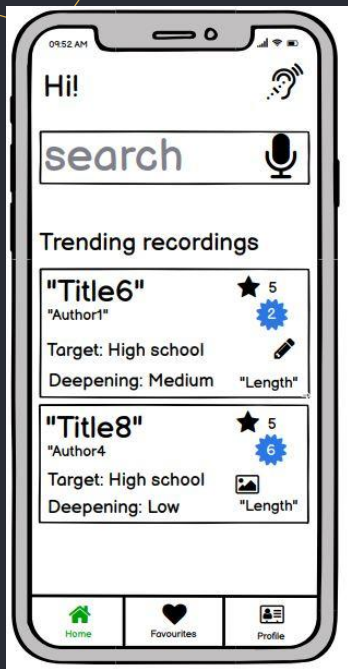 09:52 AM
Hi!
search
Trending recordings
"Title6" 5
"Author1" 2
Target: High school
Deepening: Medium "Length"
"Title8" 5
"Author4 6
Target: High school
Deepening: Low "Length"
Home Favourites Profile